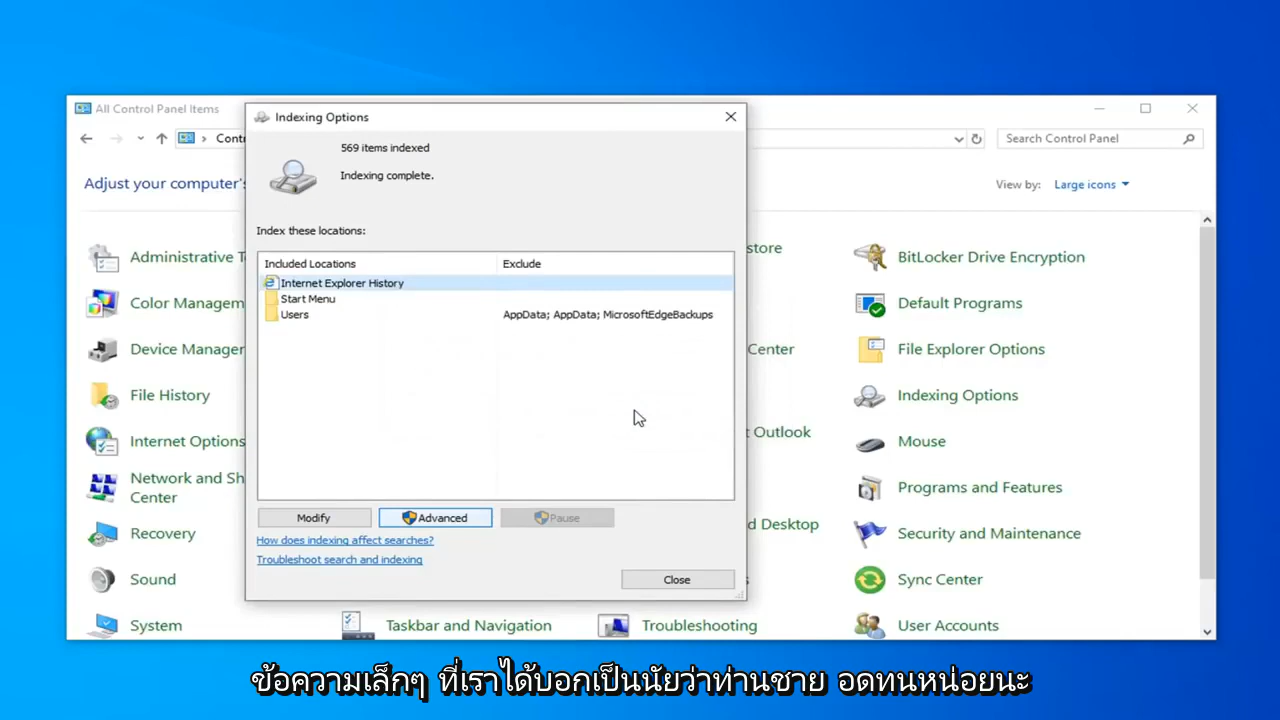 All Control Panel Items
Contr
Search Control Panel
Adjust your computer's
View by: Large icons
Indexing Options
569 items indexed
Indexing complete.
Index these locations:
Included Locations Exclude
Internet Explorer History
Start Menu
Users AppData; AppData; MicrosoftEdgeBackups
Modify Advanced Pause
How does indexing affect searches?
Troubleshoot search and indexing
Close
Administrative T
store
BitLocker Drive Encryption
Color Managem
Default Programs
Device Manager
Center
File Explorer Options
File History
Indexing Options
Internet Options
t Outlook
Mouse
Network and Sh
Center
Programs and Features
Recovery
d Desktop
Security and Maintenance
Sound
Sync Center
System
Taskbar and Navigation
Troubleshooting
User Accounts
ข้อความเล็กๆ ที่เราได้บอกเป็นนัยว่าท่านชาย อดทนหน่อยนะ